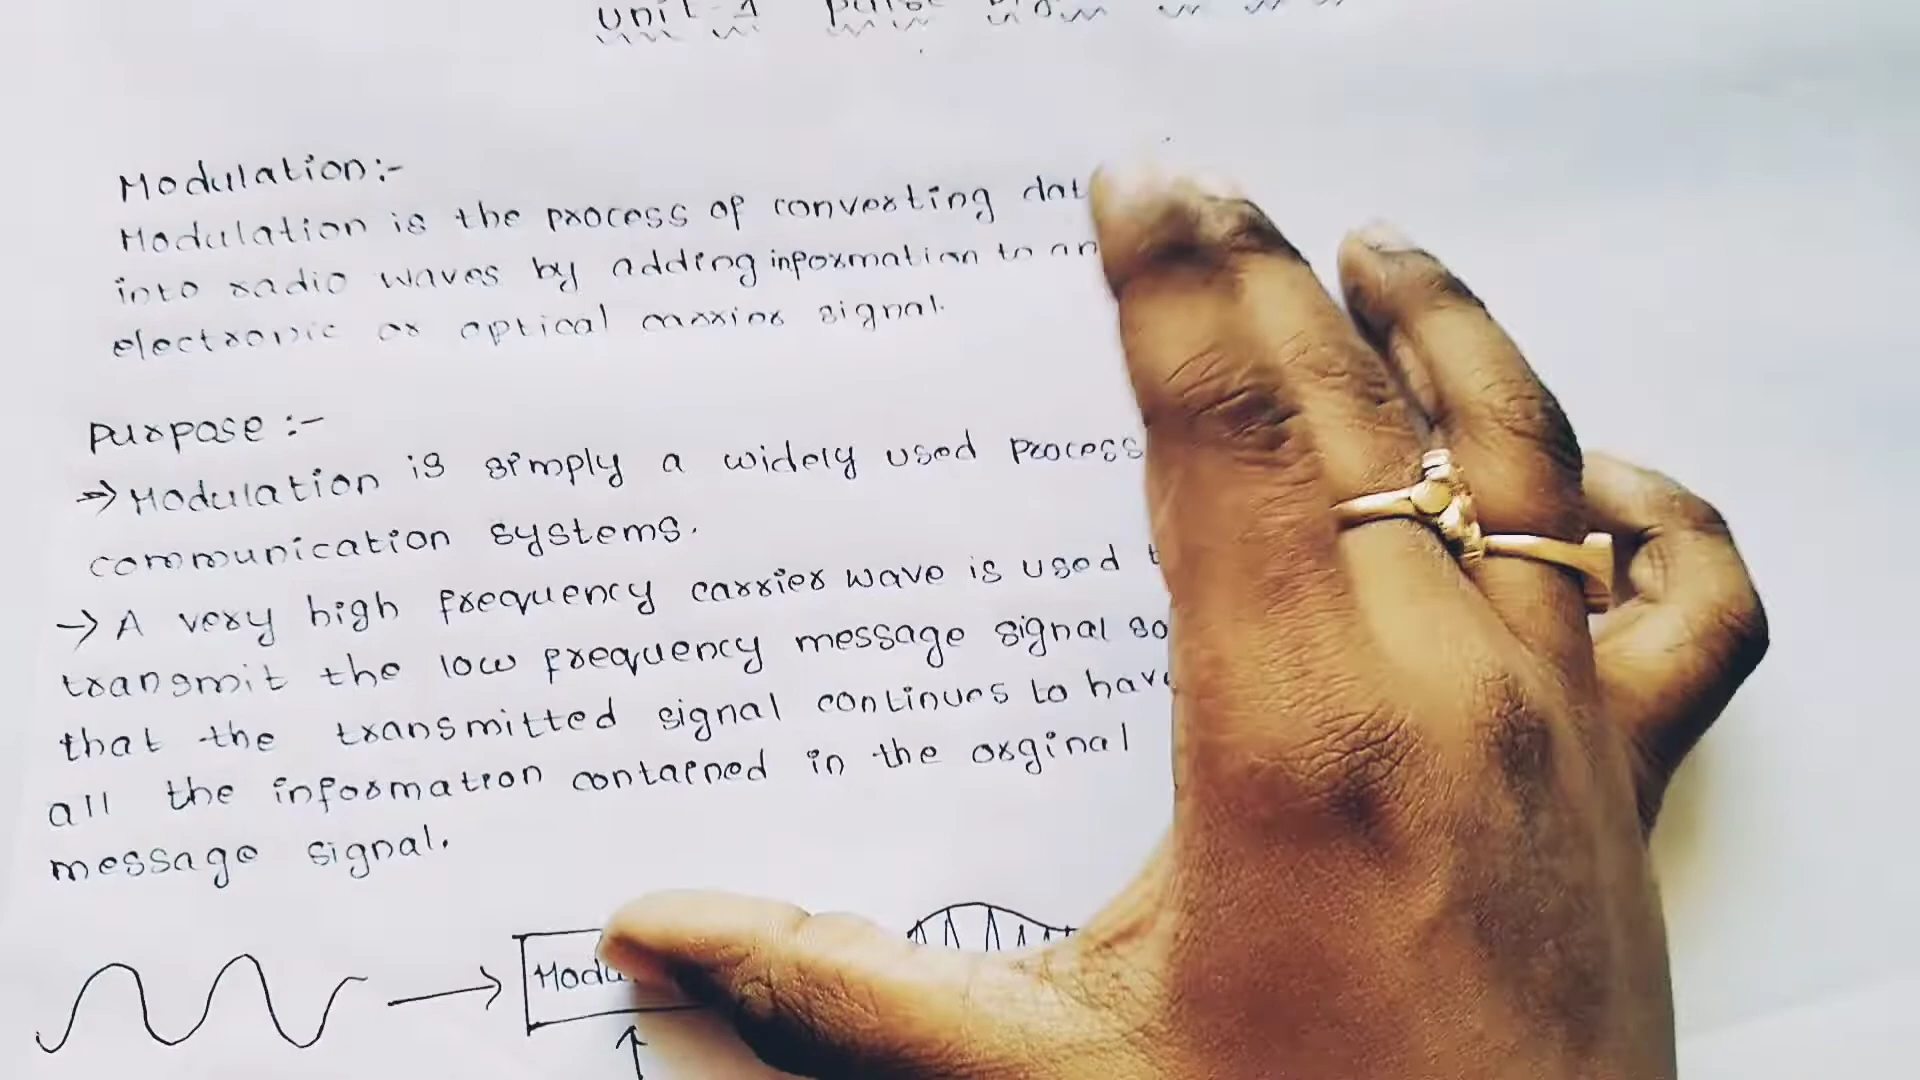 unit-1
Modulation:-
Modulation is the process of converting dat
into radio waves by adding information to an
electronic or optical carrier signal.
Purpose :-
→ Modulation is simply a widely used process
communication systems.
→ A very high frequency carrier wave is used t
transmit the low frequency message signal so
that the transmitted signal continues to have
all the information contained in the orginal
message signal.
Modu